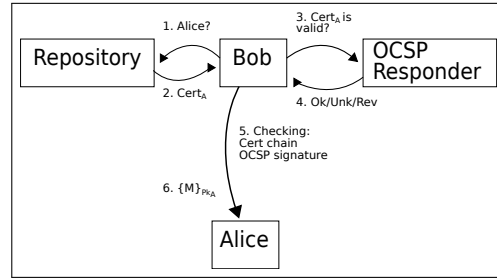 1. Alice?
3. Cert_A is
valid?
Repository
Bob
OCSP
Responder
2. Cert_A
4. Ok/Unk/Rev
5. Checking:
Cert chain
OCSP signature
6. {M}_Pk_A
Alice